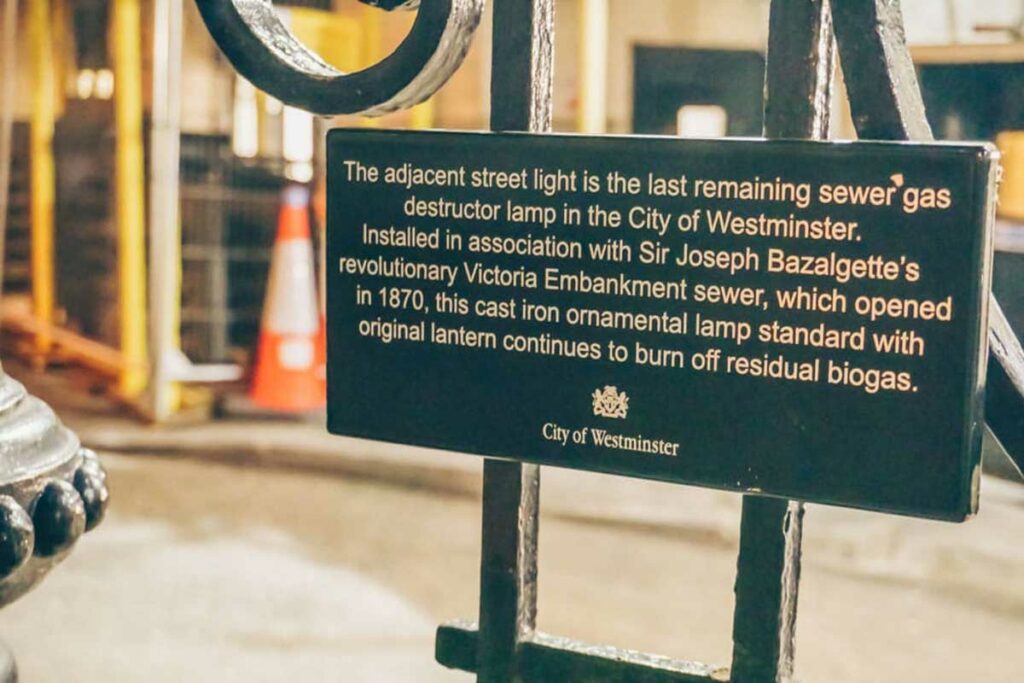 The adjacent street light is the last remaining sewer gas
destructor lamp in the City of Westminster.
Installed in association with Sir Joseph Bazalgette's
revolutionary Victoria Embankment sewer, which opened
in 1870, this cast iron ornamental lamp standard with
original lantern continues to burn off residual biogas.
City of Westminster